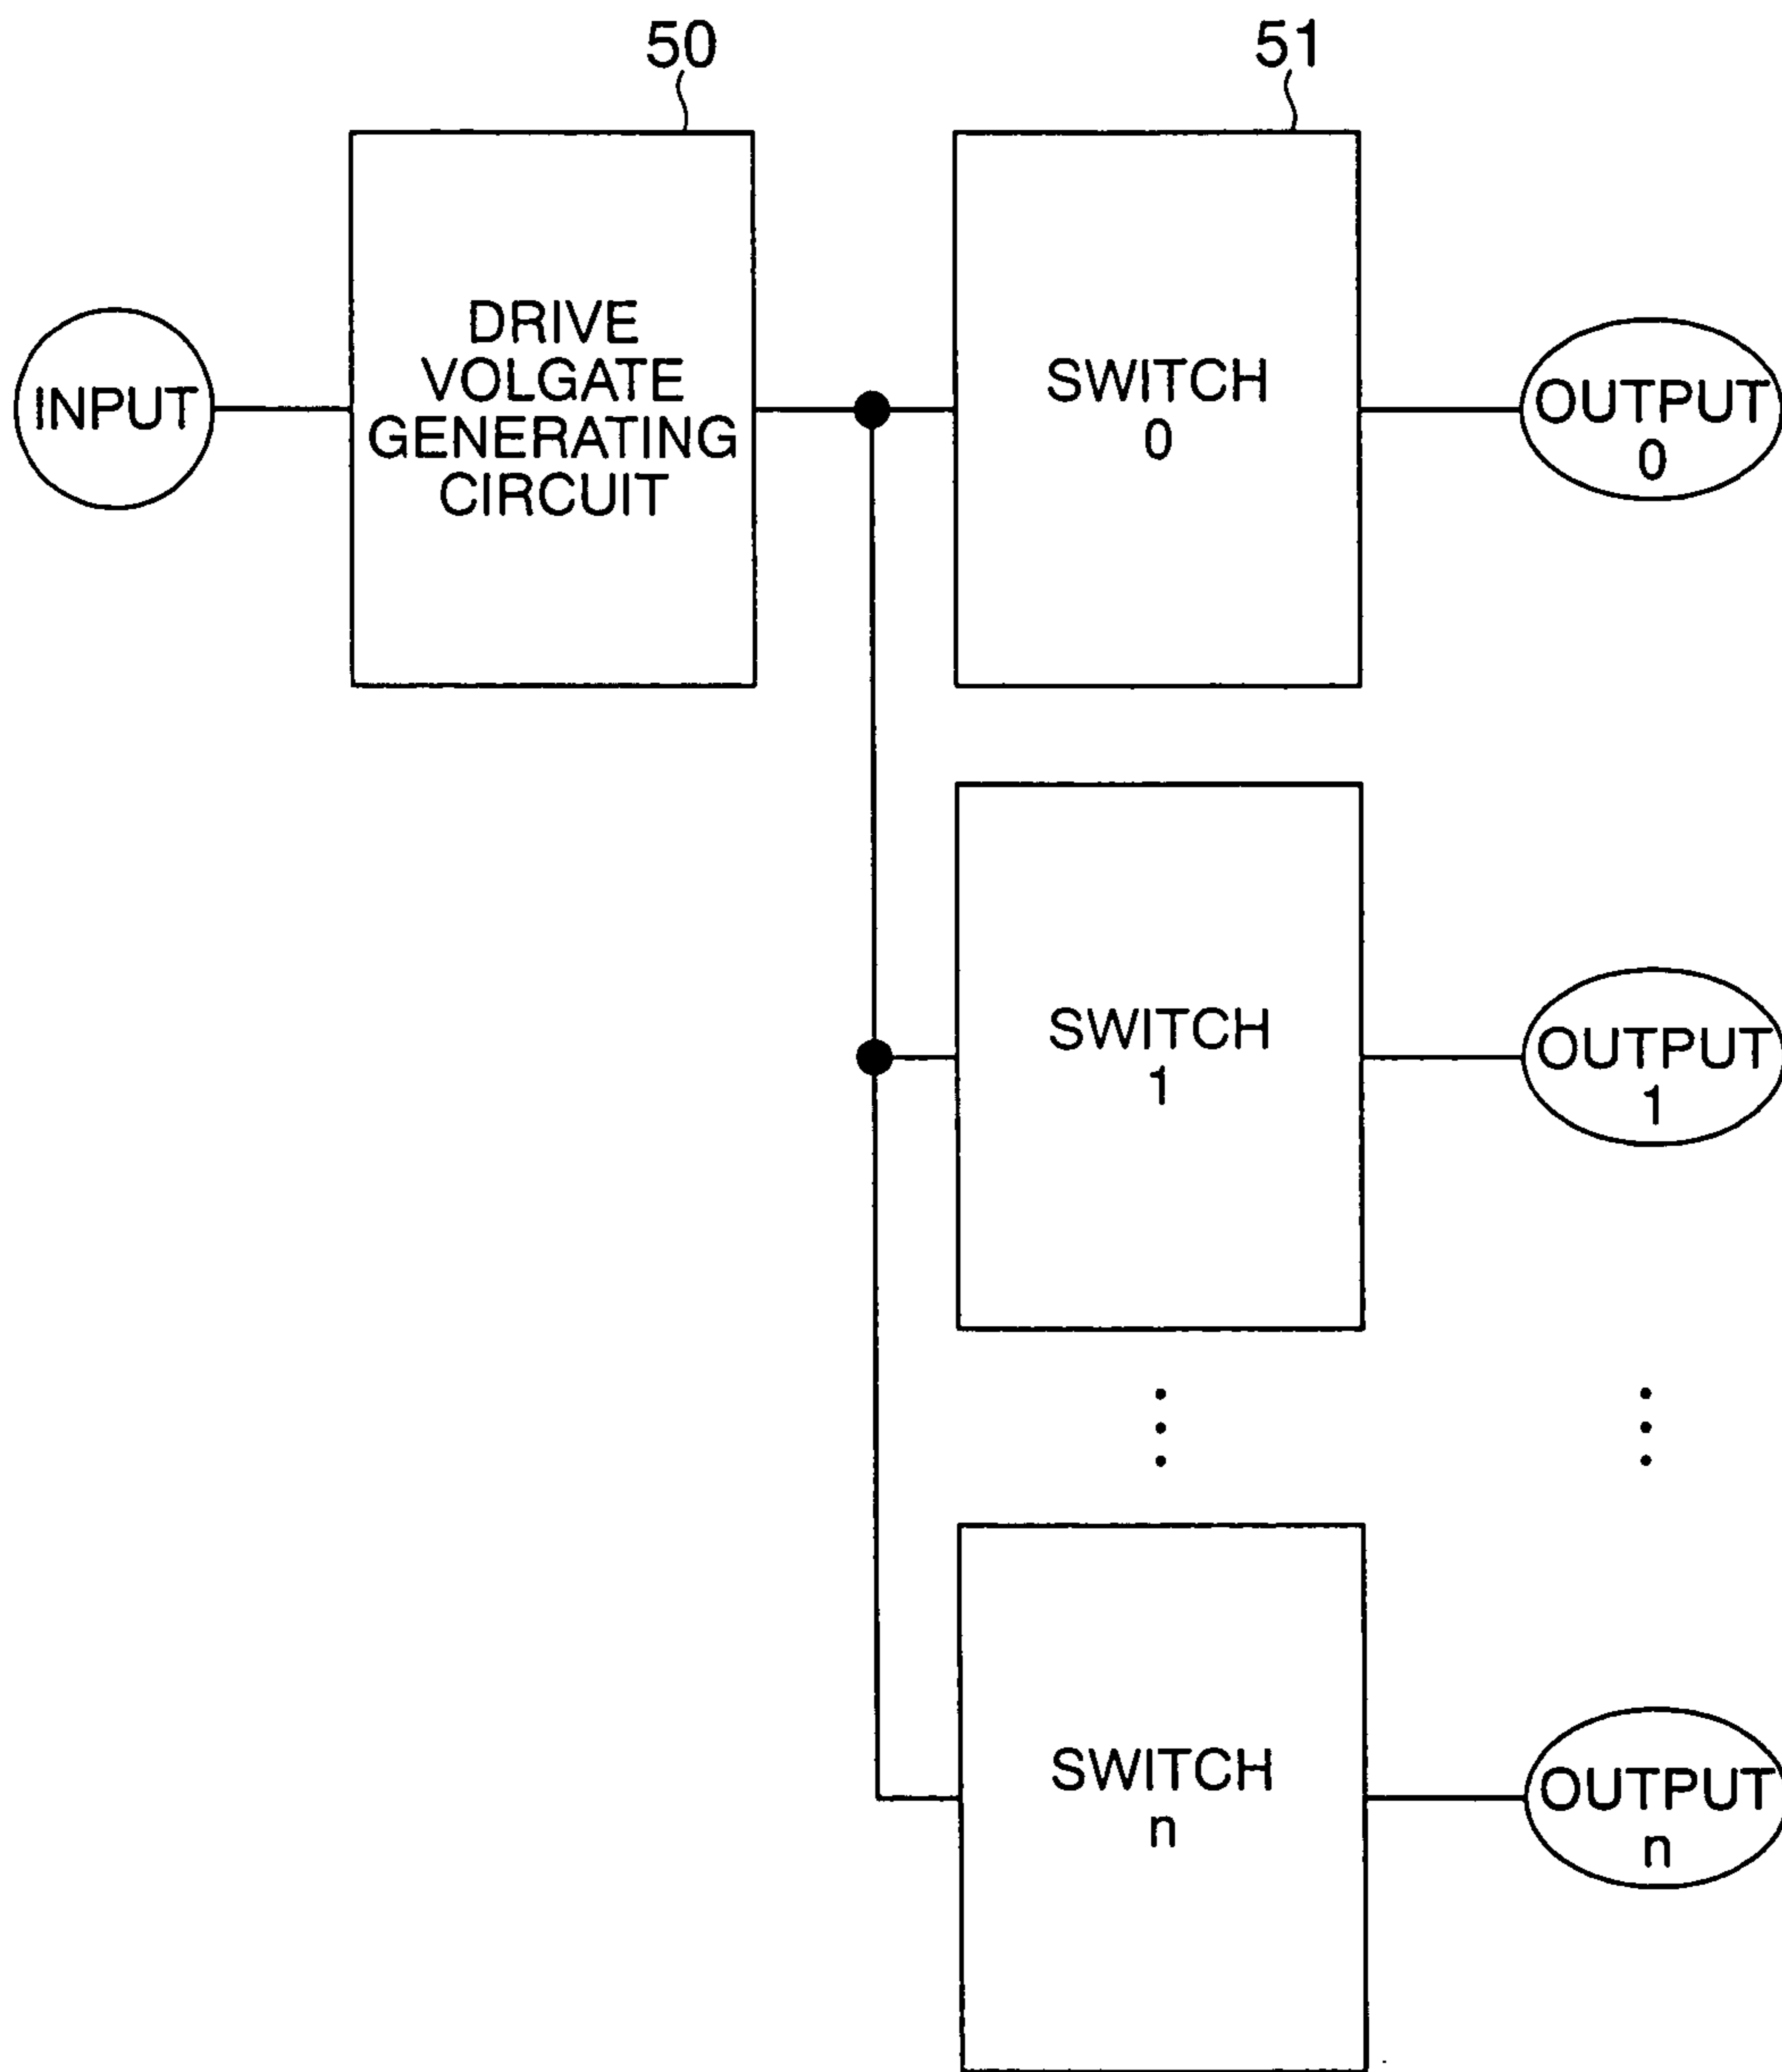 50
51
INPUT
DRIVE
VOLGATE
GENERATING
CIRCUIT
SWITCH
0
OUTPUT
0
SWITCH
1
OUTPUT
1
SWITCH
n
OUTPUT
n